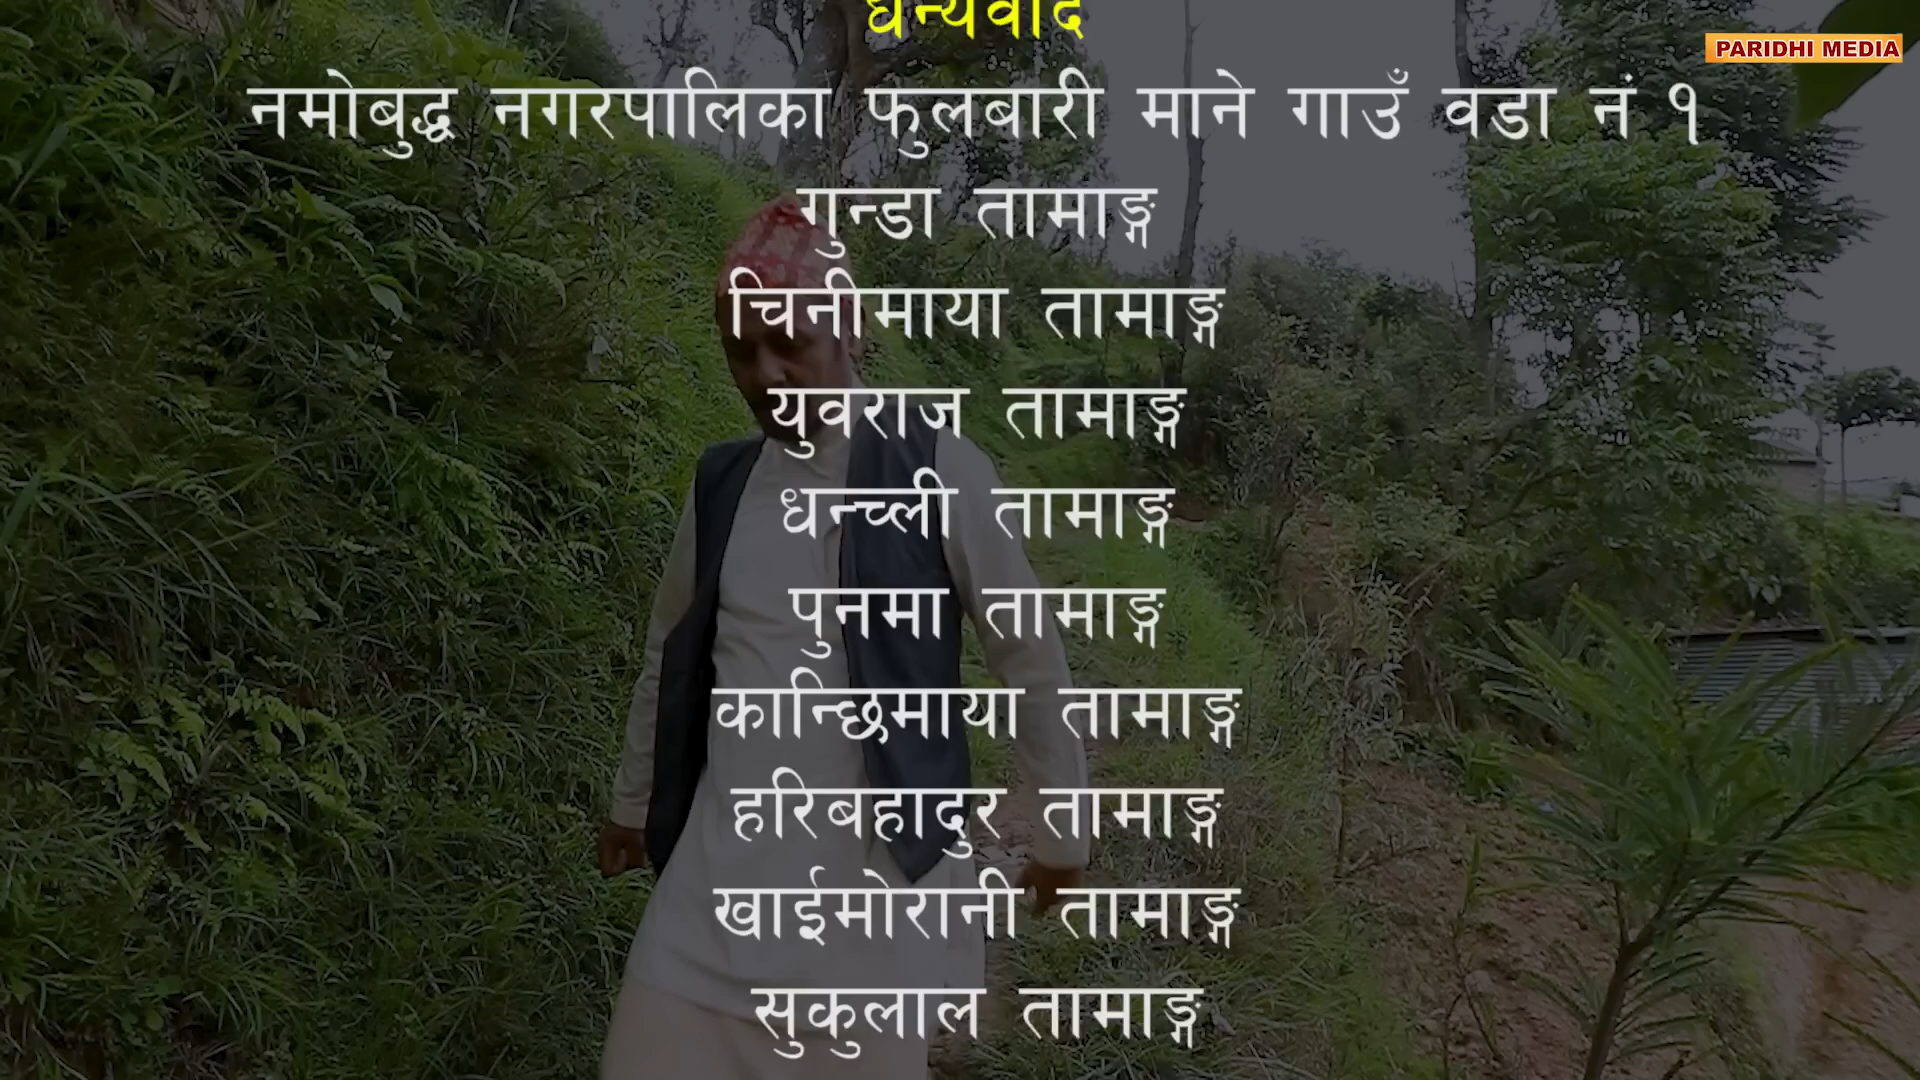 धन्यवाद
PARIDHI MEDIA
नमोबुद्ध नगरपालिका फुलबारी माने गाउँ वडा नं १
गुन्डा तामाङ्ग
चिनीमाया तामाङ्ग
युवराज तामाङ्ग
धन्च्ली तामाङ्ग
पुनमा तामाङ्ग
कान्छिमाया तामाङ्ग
हरिबहादुर तामाङ्ग
खाईमोरानी तामाङ्ग
सुकुलाल तामाङ्ग